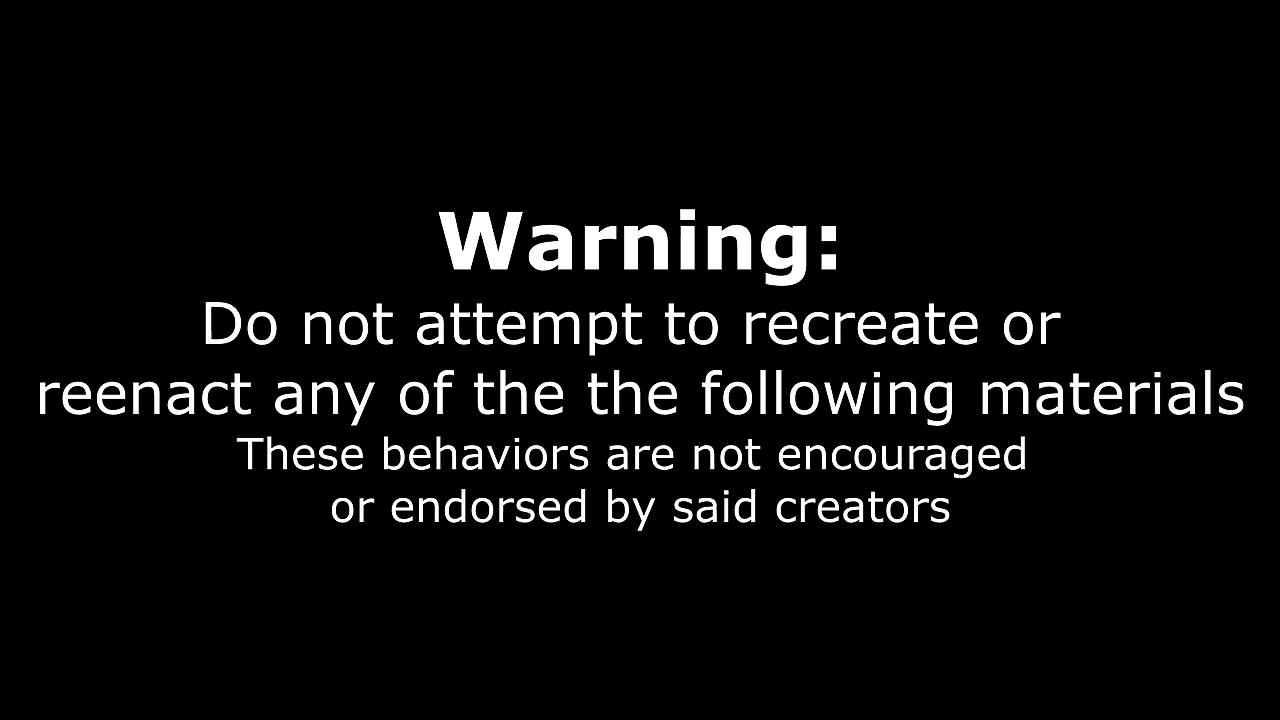 Warning:
Do not attempt to recreate or
reenact any of the the following materials
These behaviors are not encouraged
or endorsed by said creators